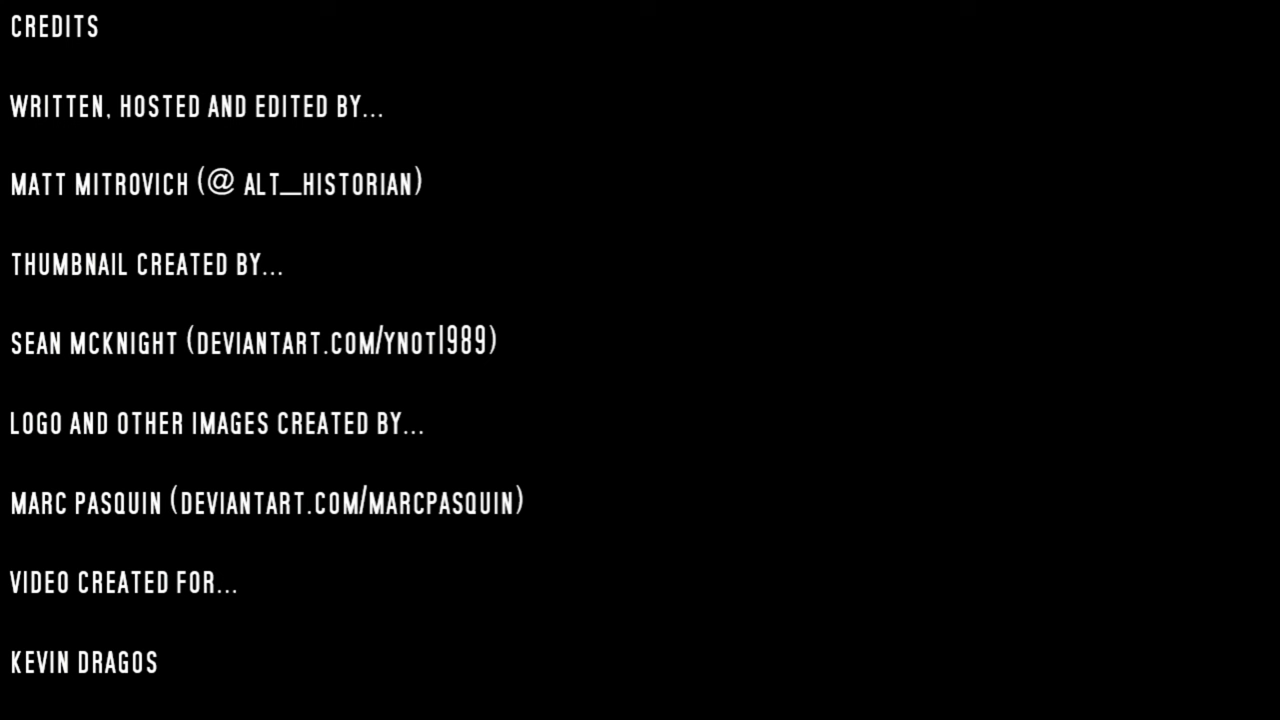 CREDITS
WRITTEN, HOSTED AND EDITED BY...
MATT MITROVICH (@ ALT_HISTORIAN)
THUMBNAIL CREATED BY...
SEAN MCKNIGHT (DEVIANTART.COM/YNOT1989)
LOGO AND OTHER IMAGES CREATED BY...
MARC PASQUIN (DEVIANTART.COM/MARCPASQUIN)
VIDEO CREATED FOR...
KEVIN DRAGOS